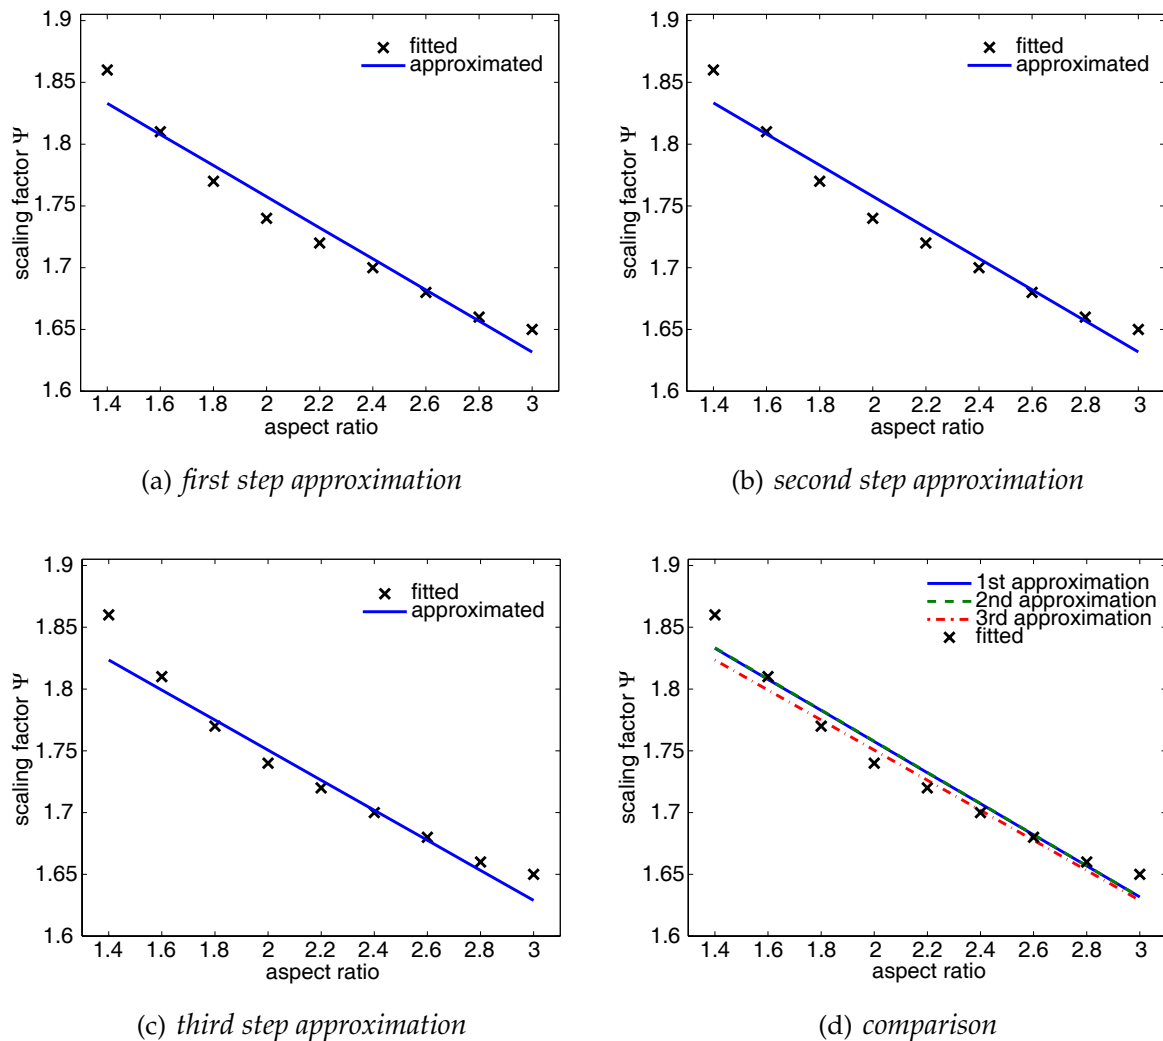 1.9
1.85
1.8
1.75
1.7
1.65
1.6
scaling factor Ψ
fitted
approximated
1.4 1.6 1.8 2 2.2 2.4 2.6 2.8 3
aspect ratio
(a) first step approximation
1.9
1.85
1.8
1.75
1.7
1.65
1.6
scaling factor Ψ
fitted
approximated
1.4 1.6 1.8 2 2.2 2.4 2.6 2.8 3
aspect ratio
(b) second step approximation
1.9
1.85
1.8
1.75
1.7
1.65
1.6
scaling factor Ψ
fitted
approximated
1.4 1.6 1.8 2 2.2 2.4 2.6 2.8 3
aspect ratio
(c) third step approximation
1.9
1.85
1.8
1.75
1.7
1.65
1.6
scaling factor Ψ
1st approximation
2nd approximation
3rd approximation
fitted
1.4 1.6 1.8 2 2.2 2.4 2.6 2.8 3
aspect ratio
(d) comparison